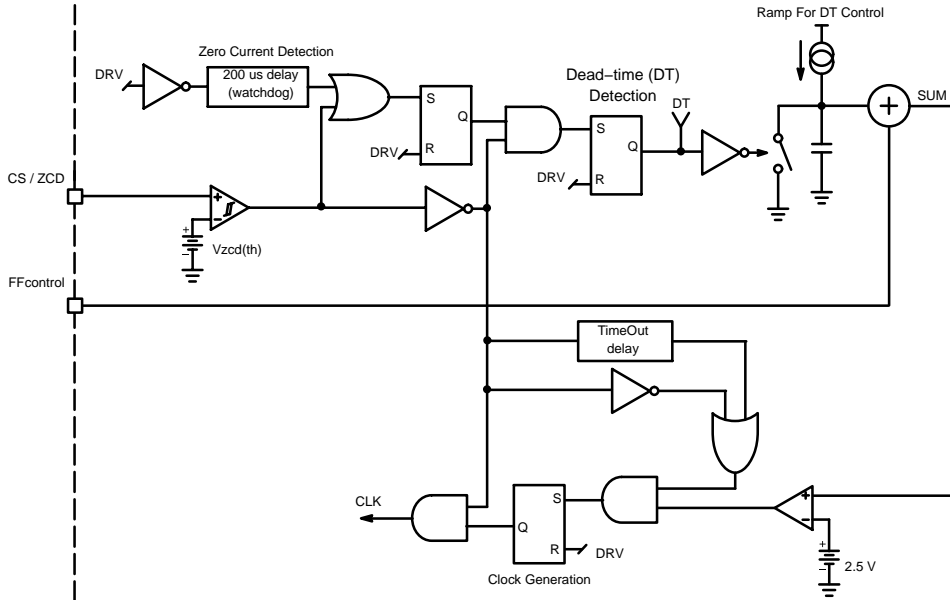 Ramp For DT Control
Zero Current Detection
DRV
200 us delay
(watchdog)
Dead−time (DT)
Detection
DT
SUM
S
Q
R
DRV
S
Q
R
DRV
+
CS / ZCD
+
−
+
−
Vzcd(th)
FFcontrol
TimeOut
delay
CLK
S
Q
R
DRV
Clock Generation
+
−
+
−
2.5 V